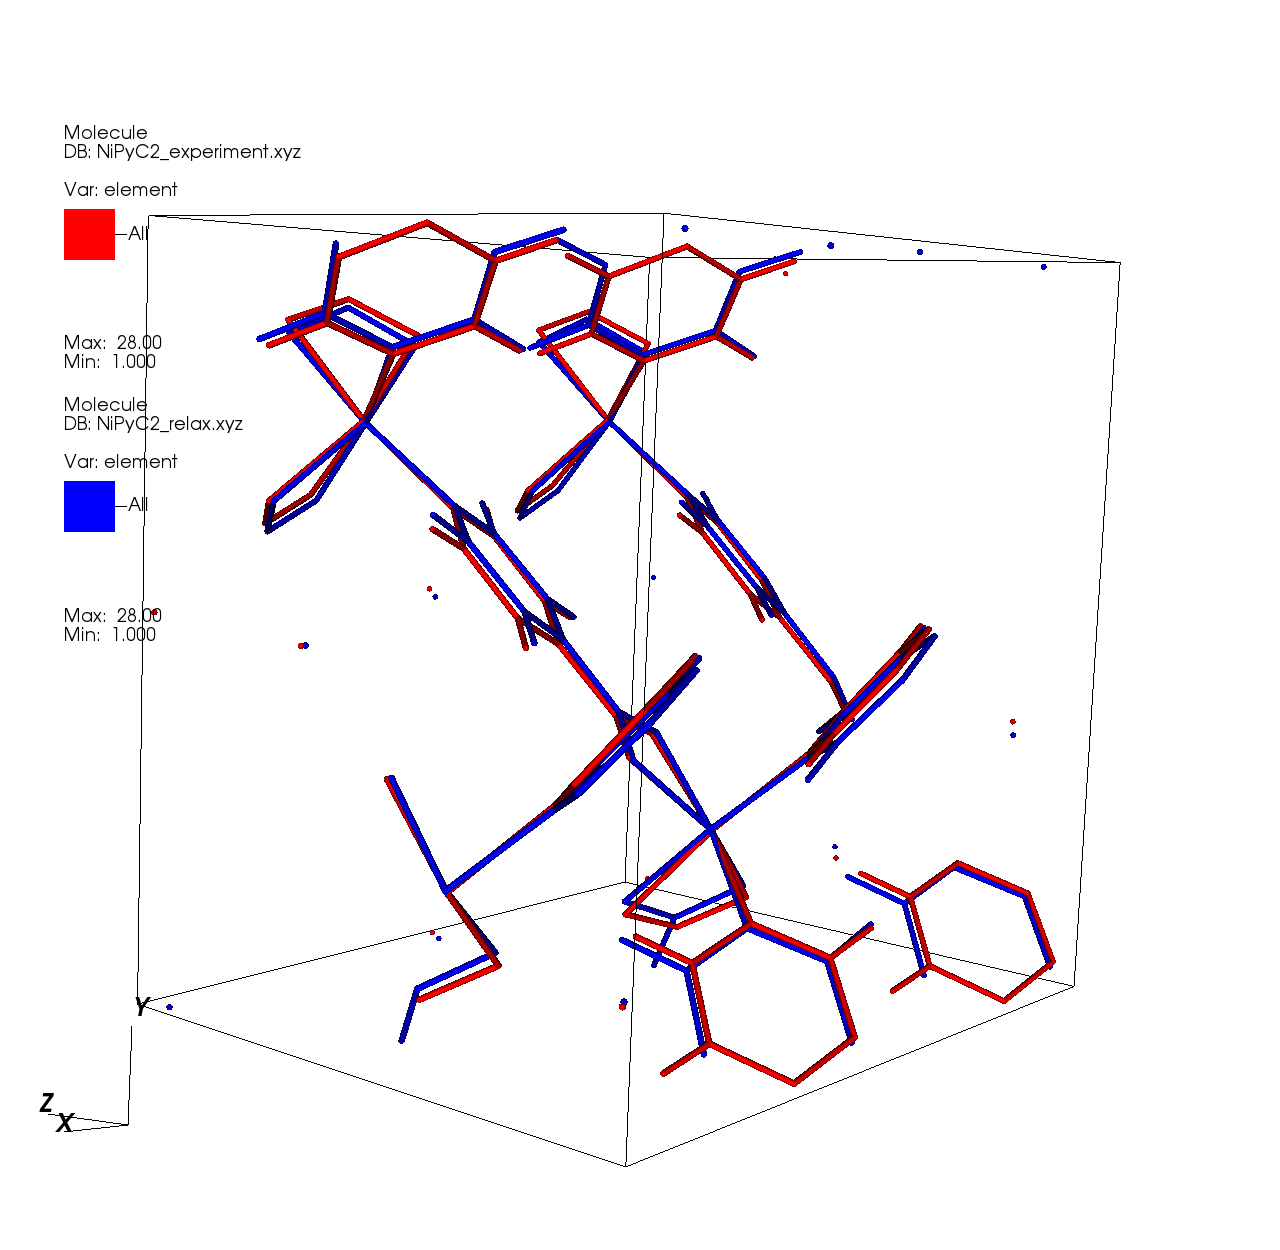 Molecule
DB: NiPyC2_experiment.xyz
Var: element
All
Max: 28.00
Min: 1.000
Molecule
DB: NiPyC2_relax.xyz
Var: element
All
Max: 28.00
Min: 1.000
Y
Z
X